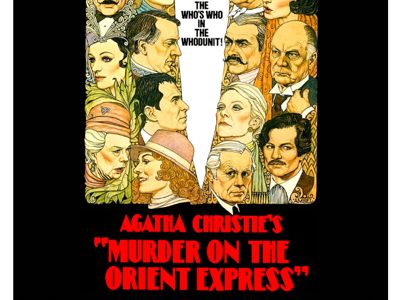 THE
WHO'S WHO
IN THE
WHODUNIT!
AGATHA CHRISTIE'S
"MURDER ON THE
ORIENT EXPRESS"